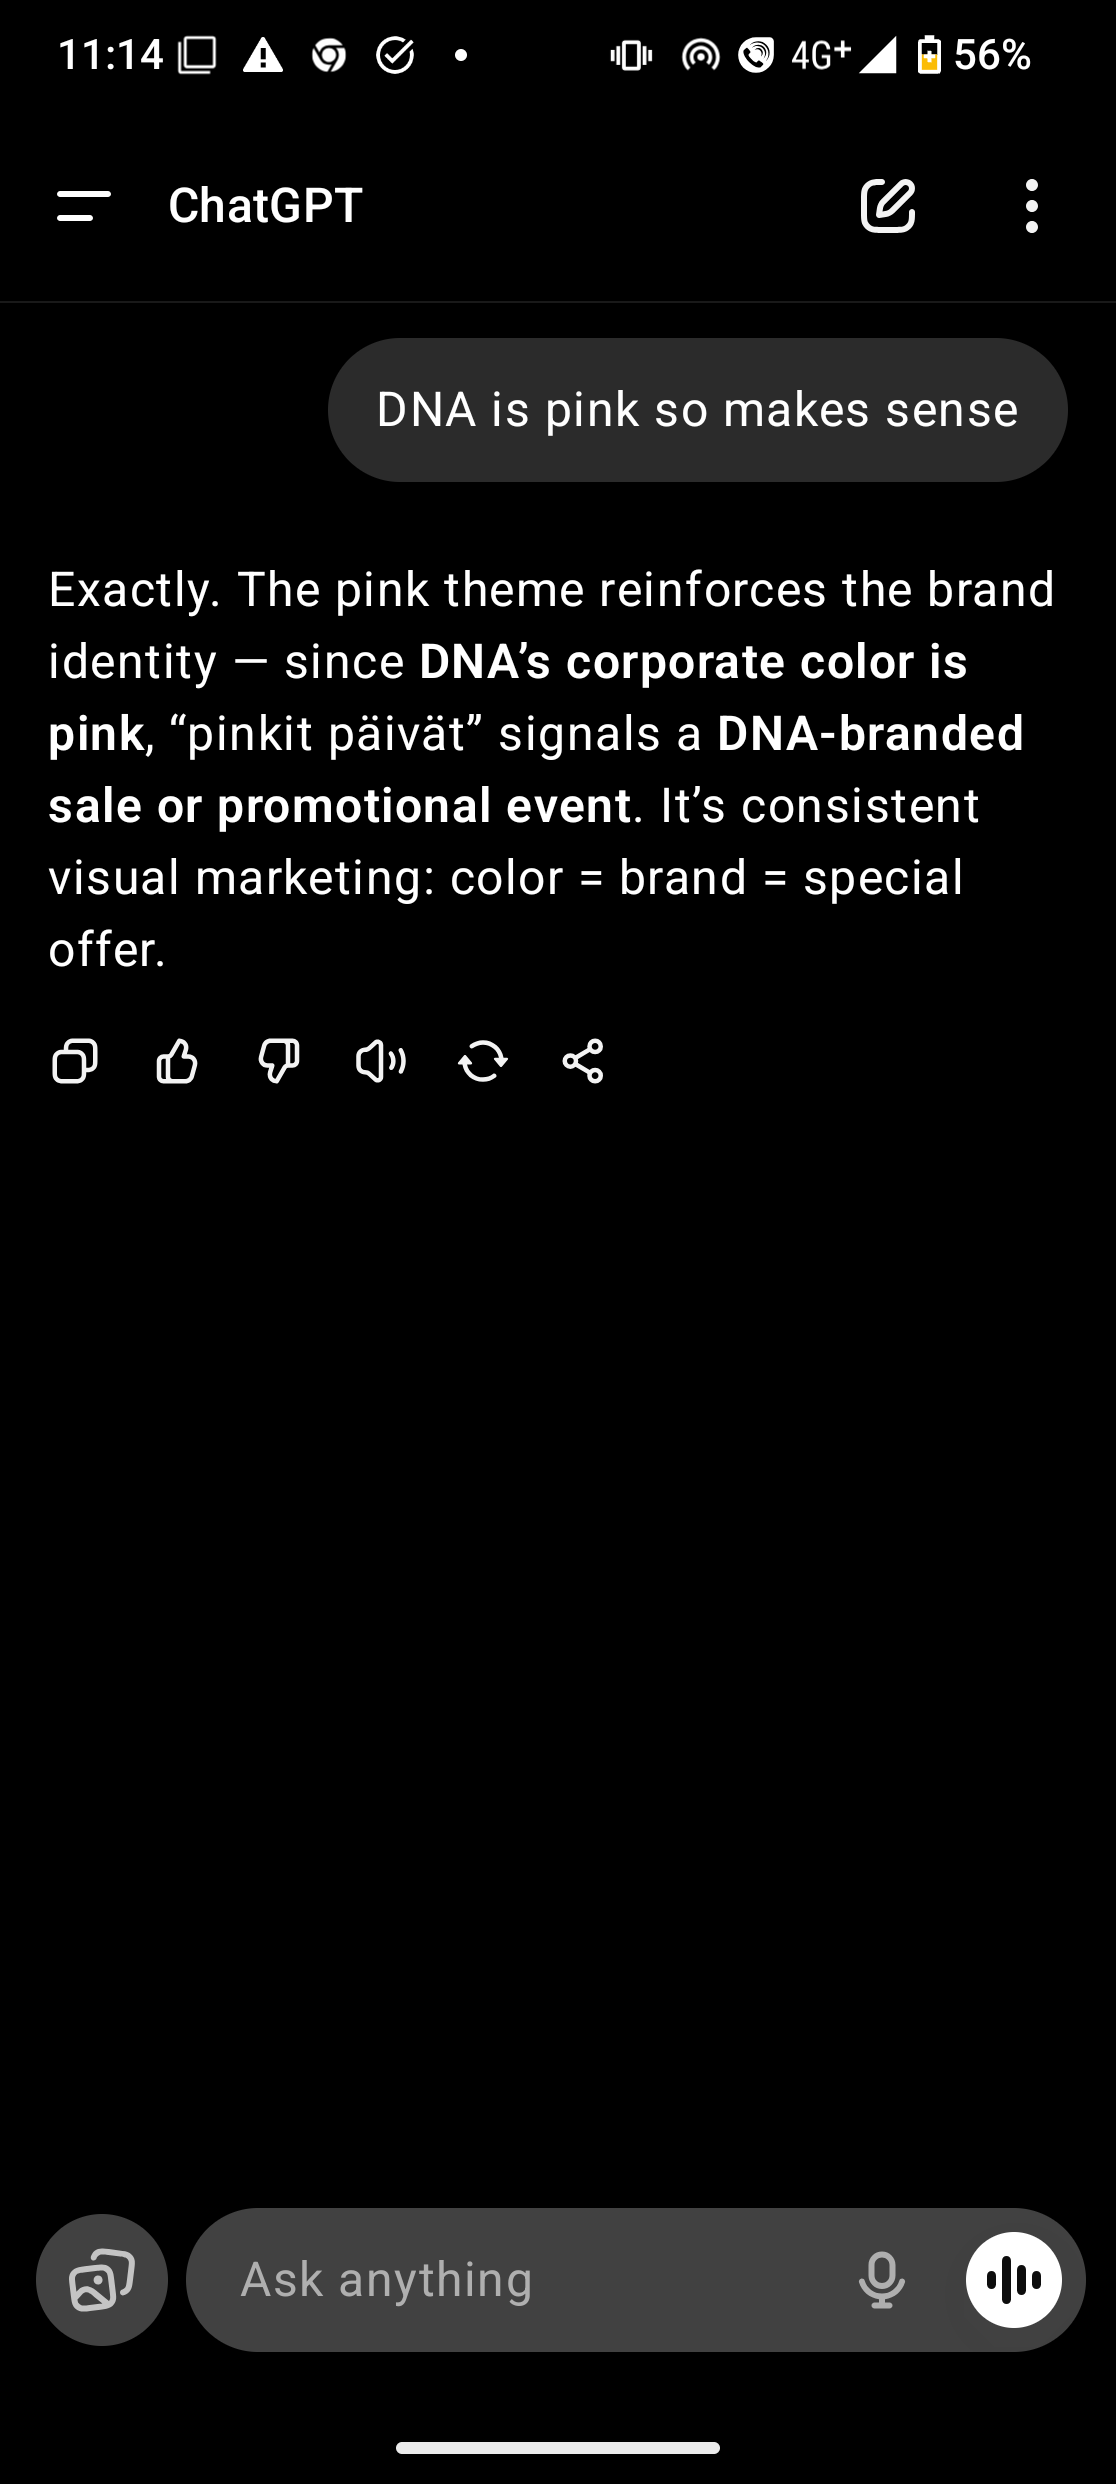 11:14 4G+ 56%
ChatGPT
DNA is pink so makes sense
Exactly. The pink theme reinforces the brand
identity — since DNA’s corporate color is
pink, “pinkit päivät” signals a DNA-branded
sale or promotional event. It’s consistent
visual marketing: color = brand = special
offer.
Ask anything